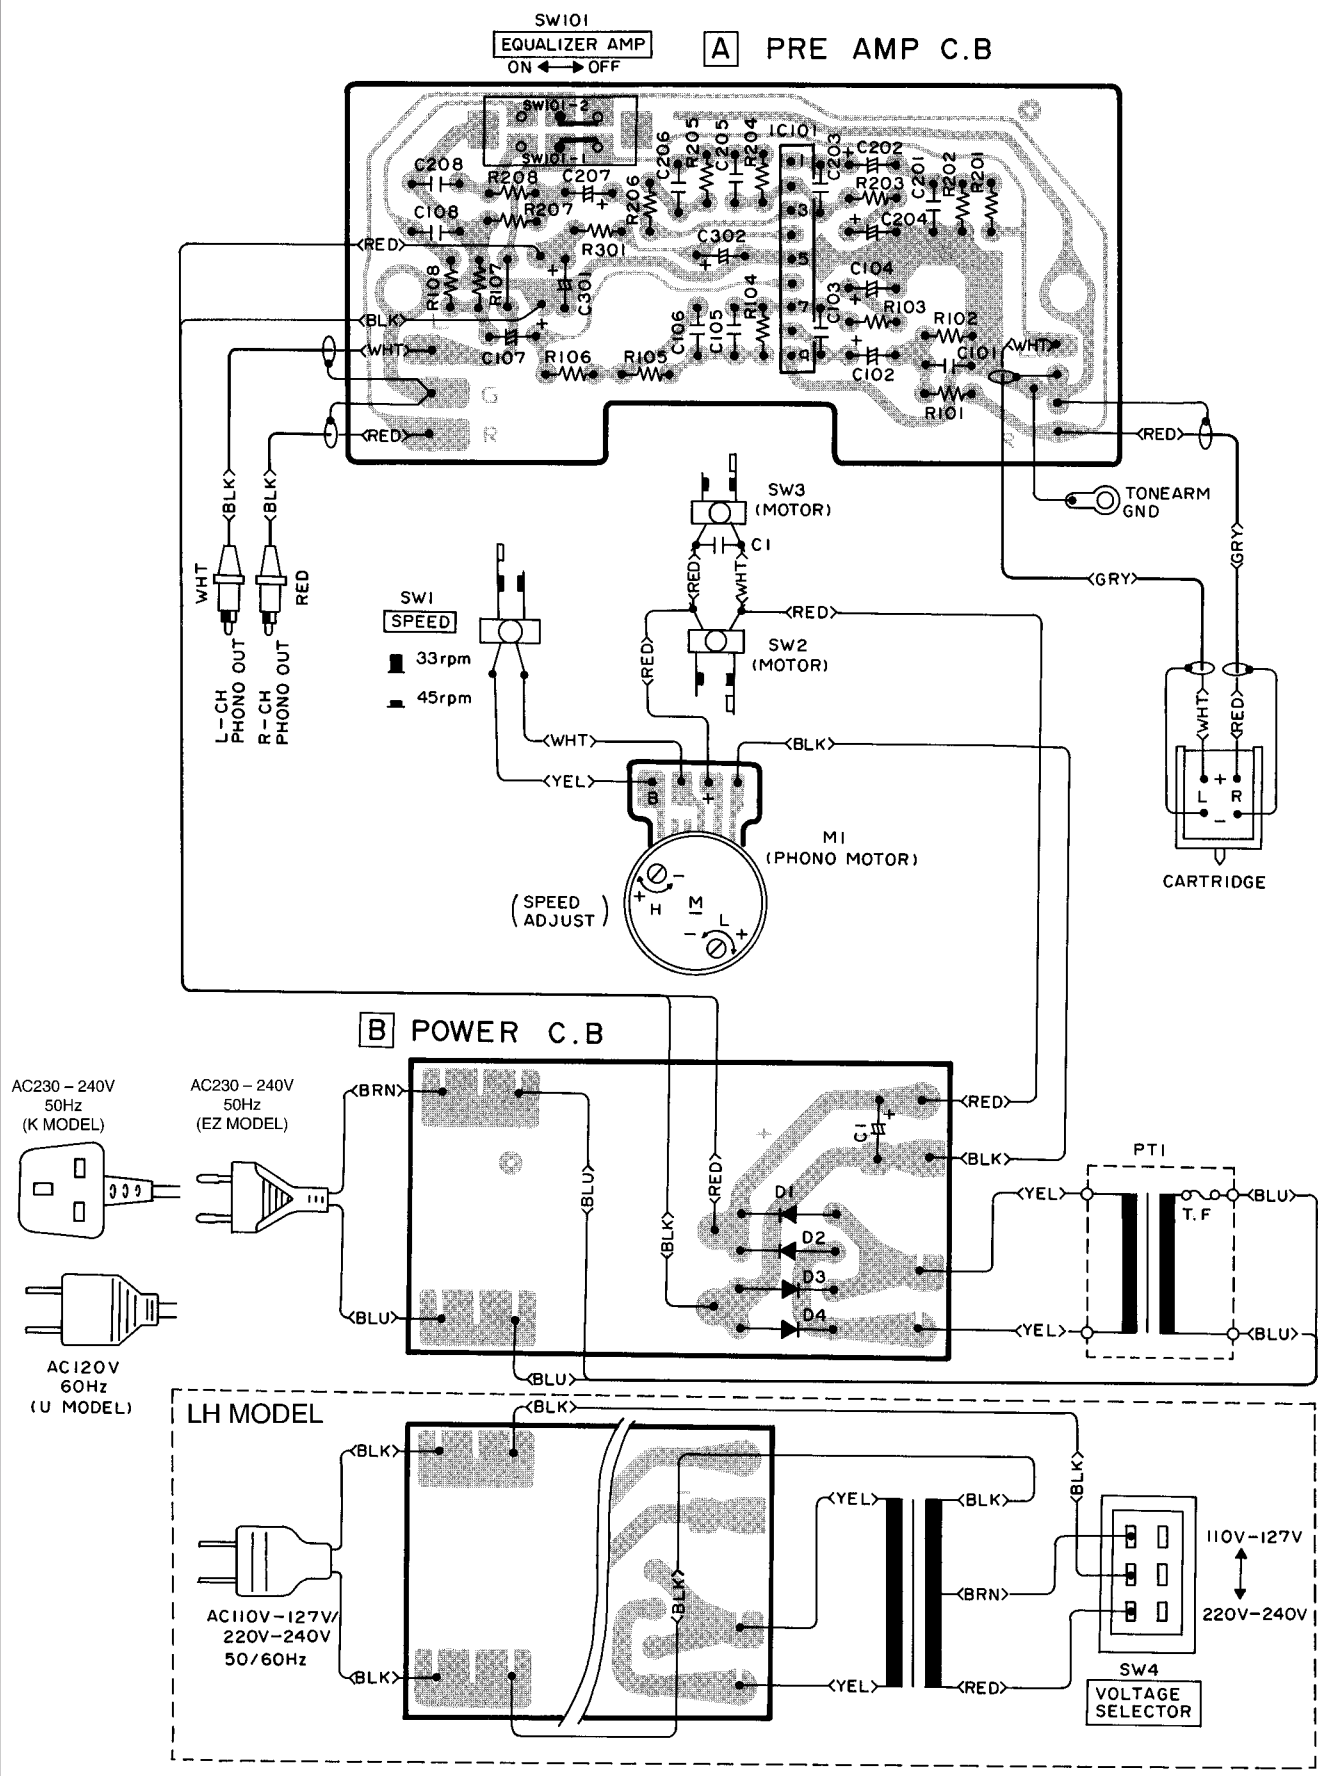 SW101
EQUALIZER AMP
ON OFF
A PRE AMP C.B
SW101-2
SW101-1
C208
R208
C207
R206
C206
R205
C205
R204
IC101
1
3
5
7
C203
+ C202
R203
+ C204
C201
R202
R201
C108
R207
R301
C302
+
C104
+
R103
C103
C102
R102
C101
R101
R108
R107
C301
+
C107
+
R106
R105
C106
C105
R104
RED
BLK
WHT
RED
L
G
R
WHT
R
RED
BLK
BLK
WHT
RED
L-CH
PHONO OUT
R-CH
PHONO OUT
TONEARM
GND
GRY
GRY
SW3
(MOTOR)
C1
RED
WHT
RED
SW2
(MOTOR)
RED
SW1
SPEED
33rpm
45rpm
WHT
YEL
BLK
B
+
M1
(PHONO MOTOR)
(SPEED
ADJUST)
+
-
H
M
L
-
+
WHT
RED
+
L R
-
CARTRIDGE
B POWER C.B
AC230 – 240V
50Hz
(K MODEL)
AC230 – 240V
50Hz
(EZ MODEL)
BRN
BLU
BLU
BLK
RED
+
C1
+
RED
BLK
D1
D2
D3
D4
YEL
YEL
PT1
T.F
BLU
BLU
BLU
AC120V
60Hz
(U MODEL)
LH MODEL
BLK
BLK
BLK
BLK
BLK
BLK
YEL
YEL
BRN
RED
110V-127V
220V-240V
AC110V-127V/
220V-240V
50/60Hz
SW4
VOLTAGE
SELECTOR